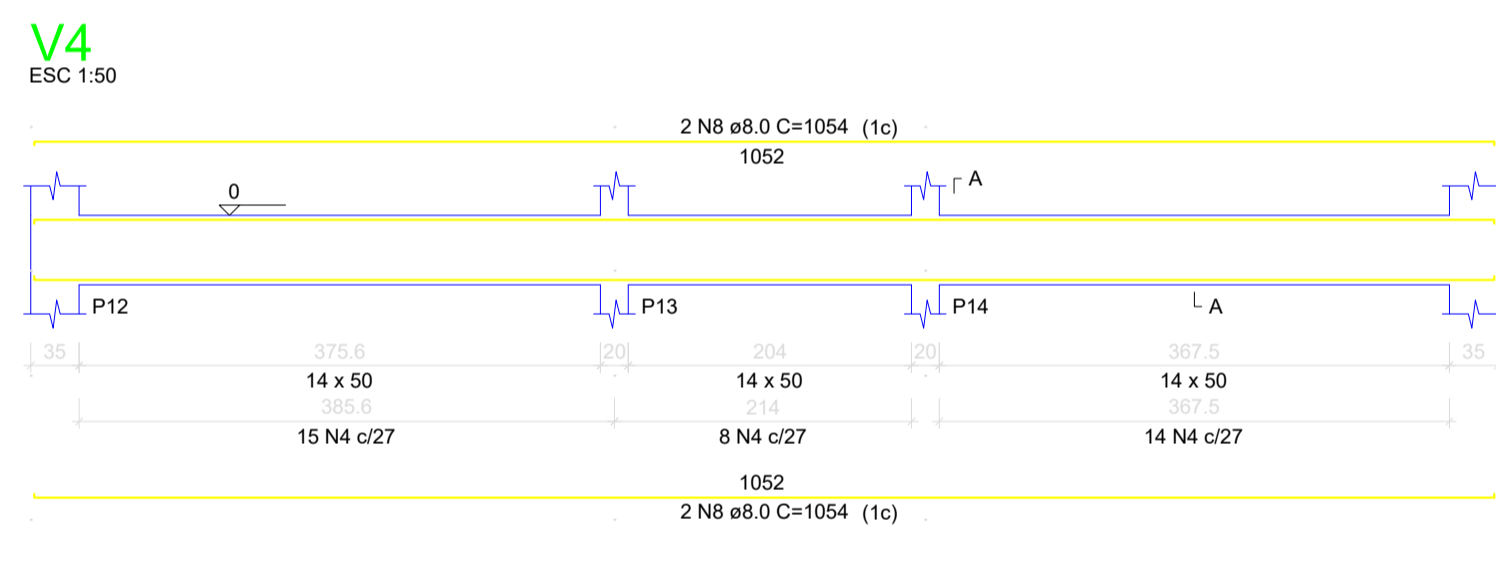 V4
ESC 1:50
2 N8 ø8.0 C=1054 (1c)
1052
A
0
P12 P13 P14 A
35 375.6 20 204 20 367.5 35
14 x 50 14 x 50 14 x 50
385.6 214 367.5
15 N4 c/27 8 N4 c/27 14 N4 c/27
1052
2 N8 ø8.0 C=1054 (1c)